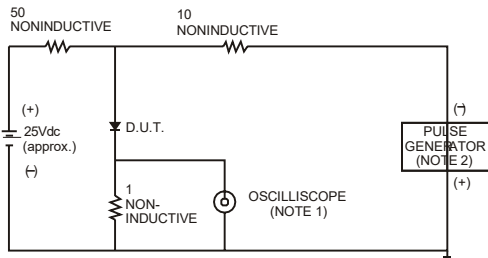 50
NONINDUCTIVE
10
NONINDUCTIVE
(+)
25Vdc
(approx.)
(-)
D.U.T.
1
NON-
INDUCTIVE
OSCILLISCOPE
(NOTE 1)
(-)
PULSE
GENERATOR
(NOTE 2)
(+)